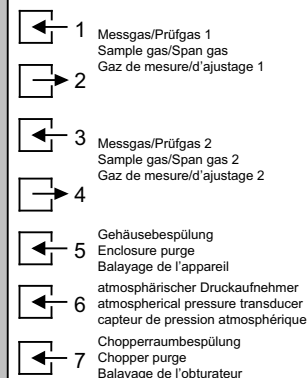 1 Messgas/Prüfgas 1
Sample gas/Span gas
Gaz de mesure/d'ajustage 1
2
3 Messgas/Prüfgas 2
Sample gas/Span gas 2
Gaz de mesure/d'ajustage 2
4
Gehäusebespülung
5 Enclosure purge
Balayage de l'appareil
atmosphärischer Druckaufnehmer
6 atmospherical pressure transducer
capteur de pression atmosphérique
Chopperraumbespülung
7 Chopper purge
Balayage de l'obturateur